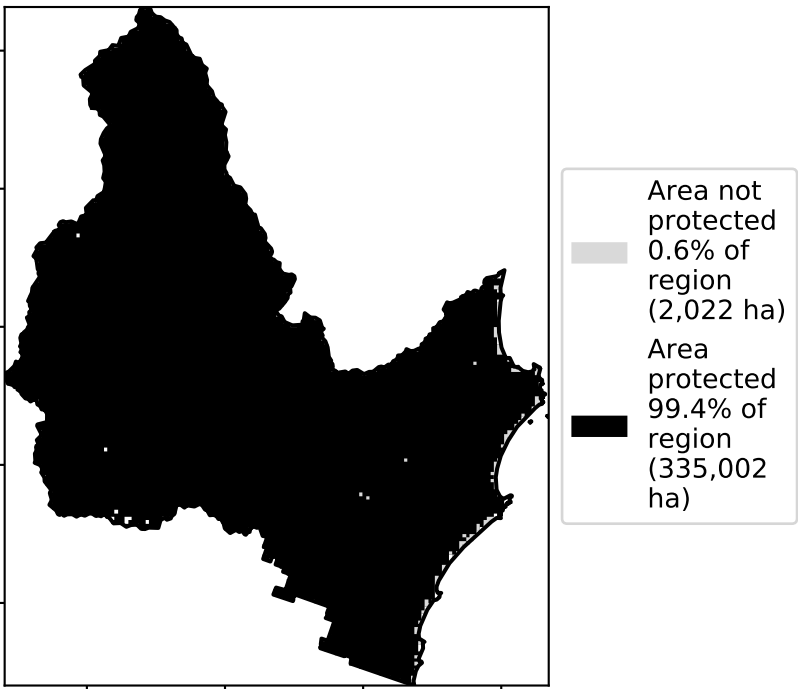 Area not
protected
0.6% of
region
(2,022 ha)
Area
protected
99.4% of
region
(335,002
ha)